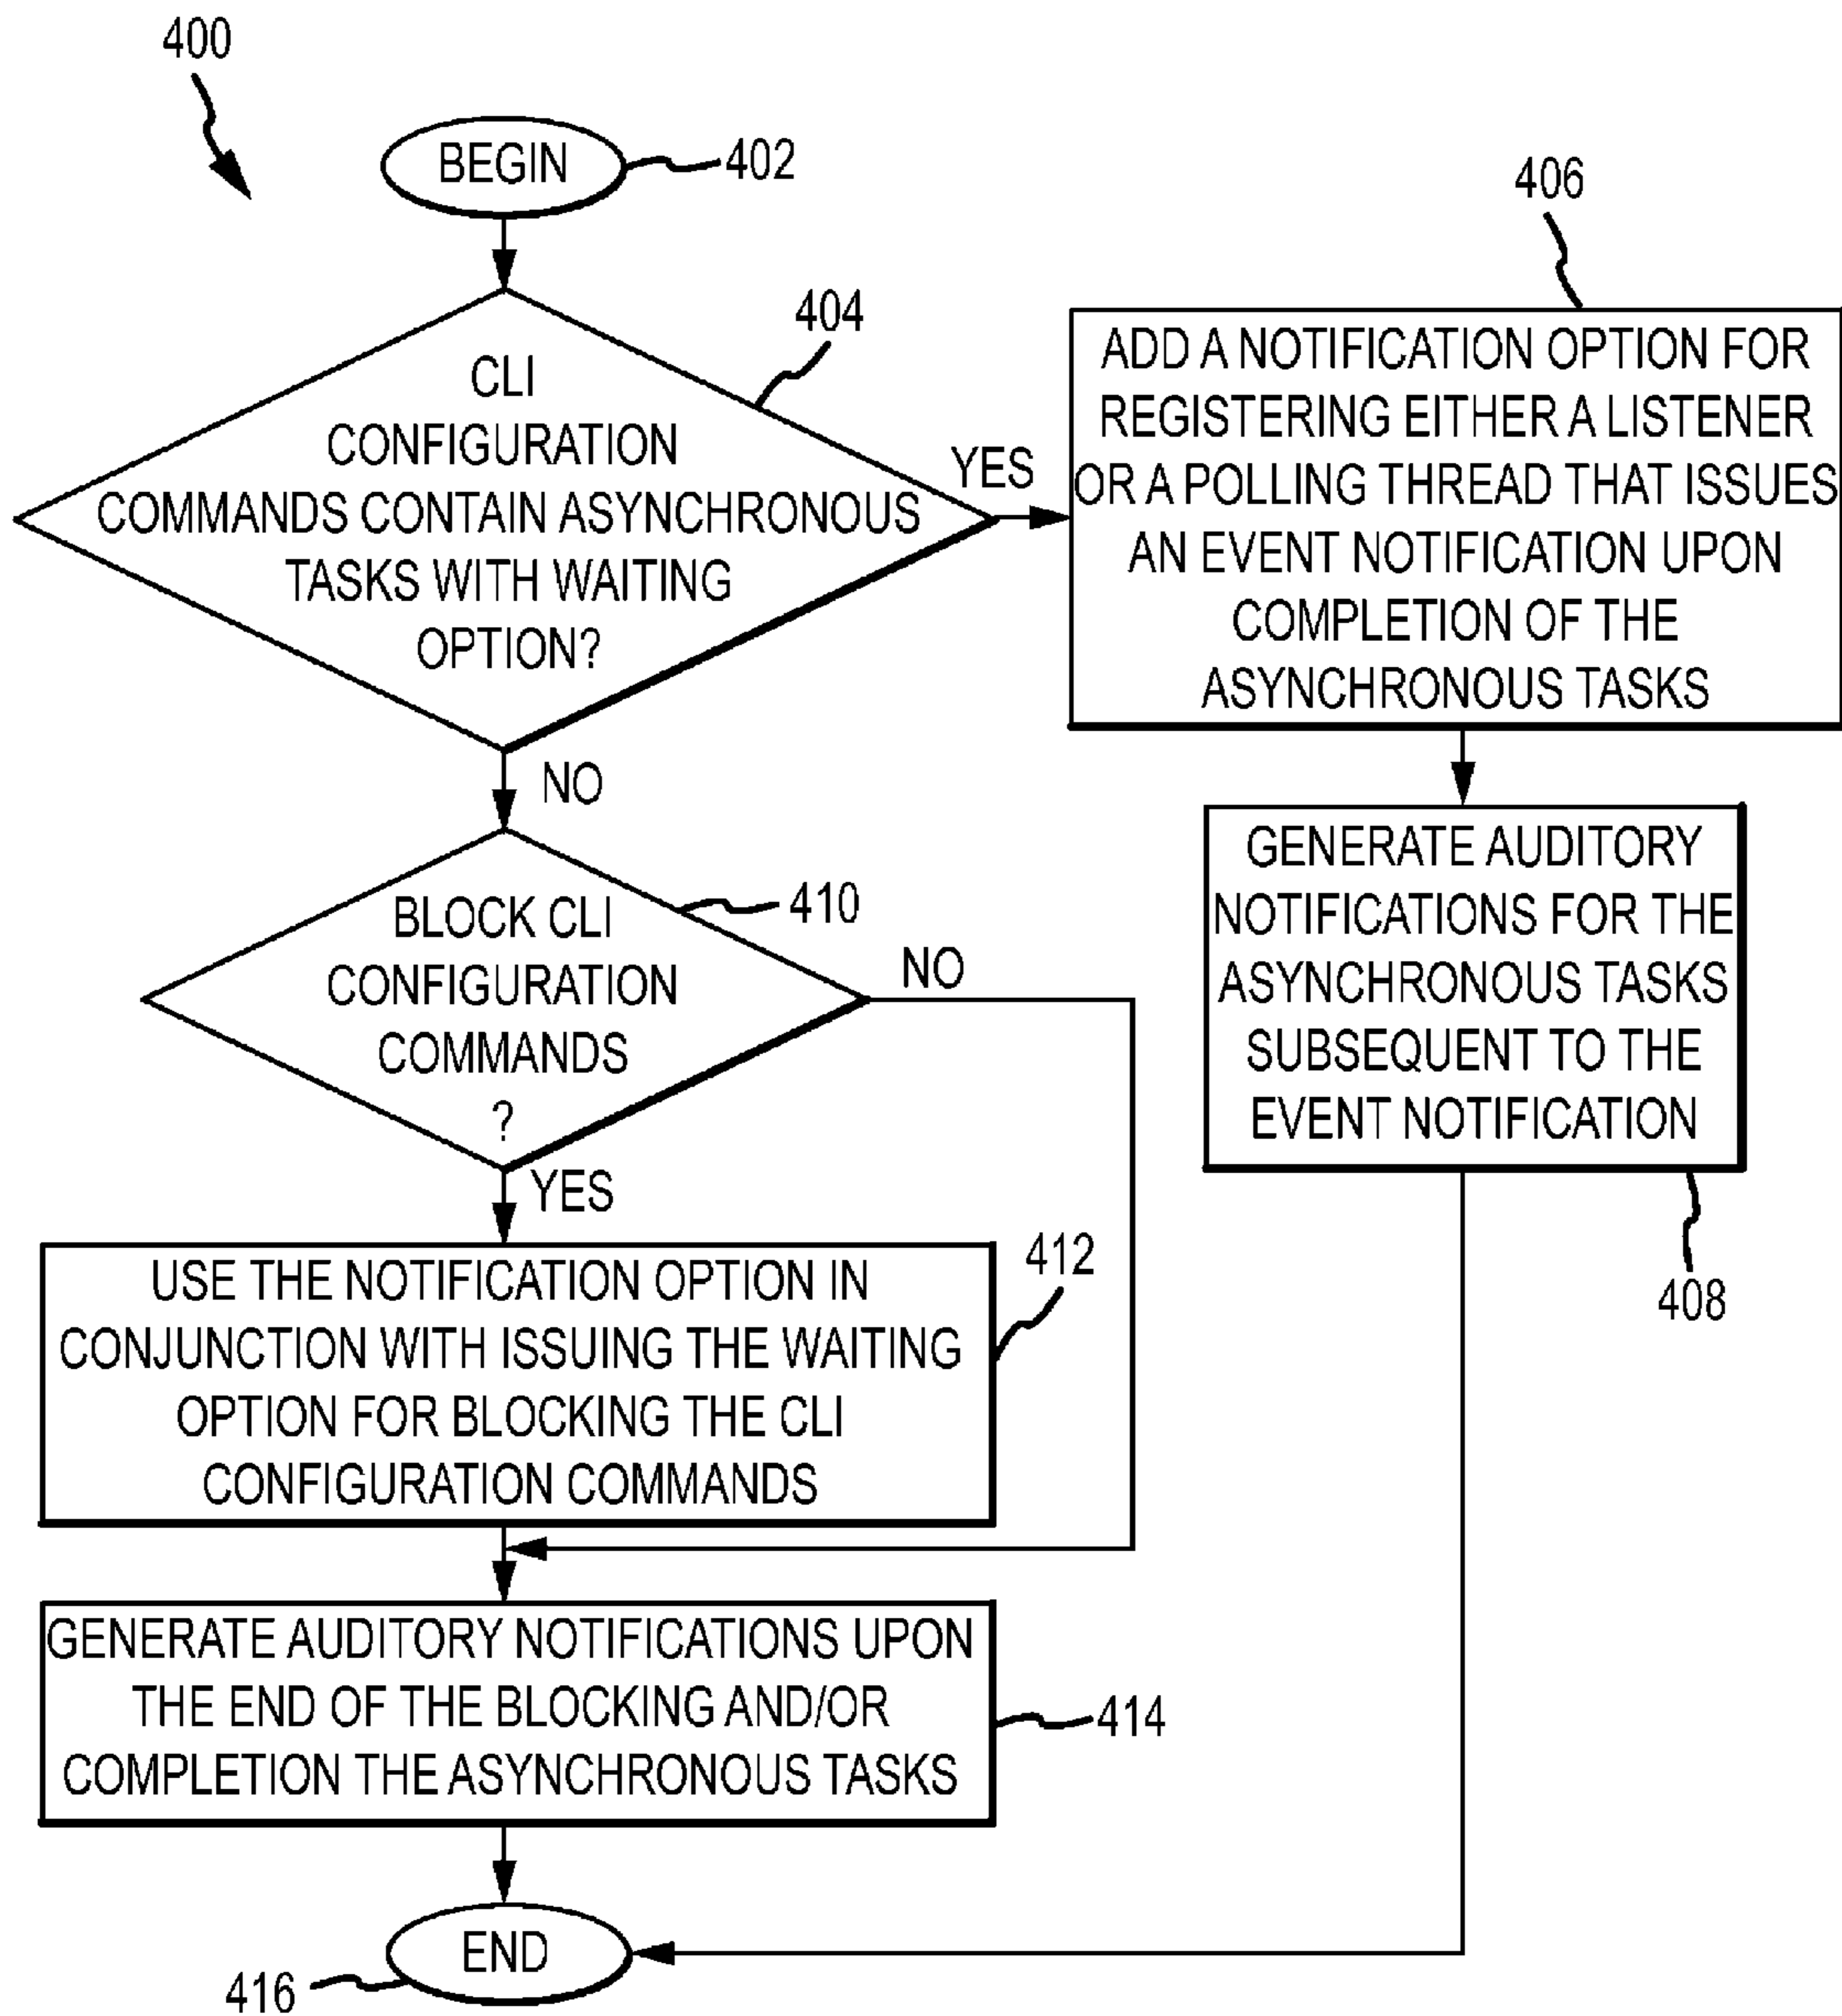 400
BEGIN
402
404
CLI
CONFIGURATION
COMMANDS CONTAIN ASYNCHRONOUS
TASKS WITH WAITING
OPTION?
YES
406
ADD A NOTIFICATION OPTION FOR
REGISTERING EITHER A LISTENER
OR A POLLING THREAD THAT ISSUES
AN EVENT NOTIFICATION UPON
COMPLETION OF THE
ASYNCHRONOUS TASKS
NO
GENERATE AUDITORY
NOTIFICATIONS FOR THE
ASYNCHRONOUS TASKS
SUBSEQUENT TO THE
EVENT NOTIFICATION
408
BLOCK CLI
CONFIGURATION
COMMANDS
?
410
NO
YES
USE THE NOTIFICATION OPTION IN
CONJUNCTION WITH ISSUING THE WAITING
OPTION FOR BLOCKING THE CLI
CONFIGURATION COMMANDS
412
GENERATE AUDITORY NOTIFICATIONS UPON
THE END OF THE BLOCKING AND/OR
COMPLETION THE ASYNCHRONOUS TASKS
414
END
416